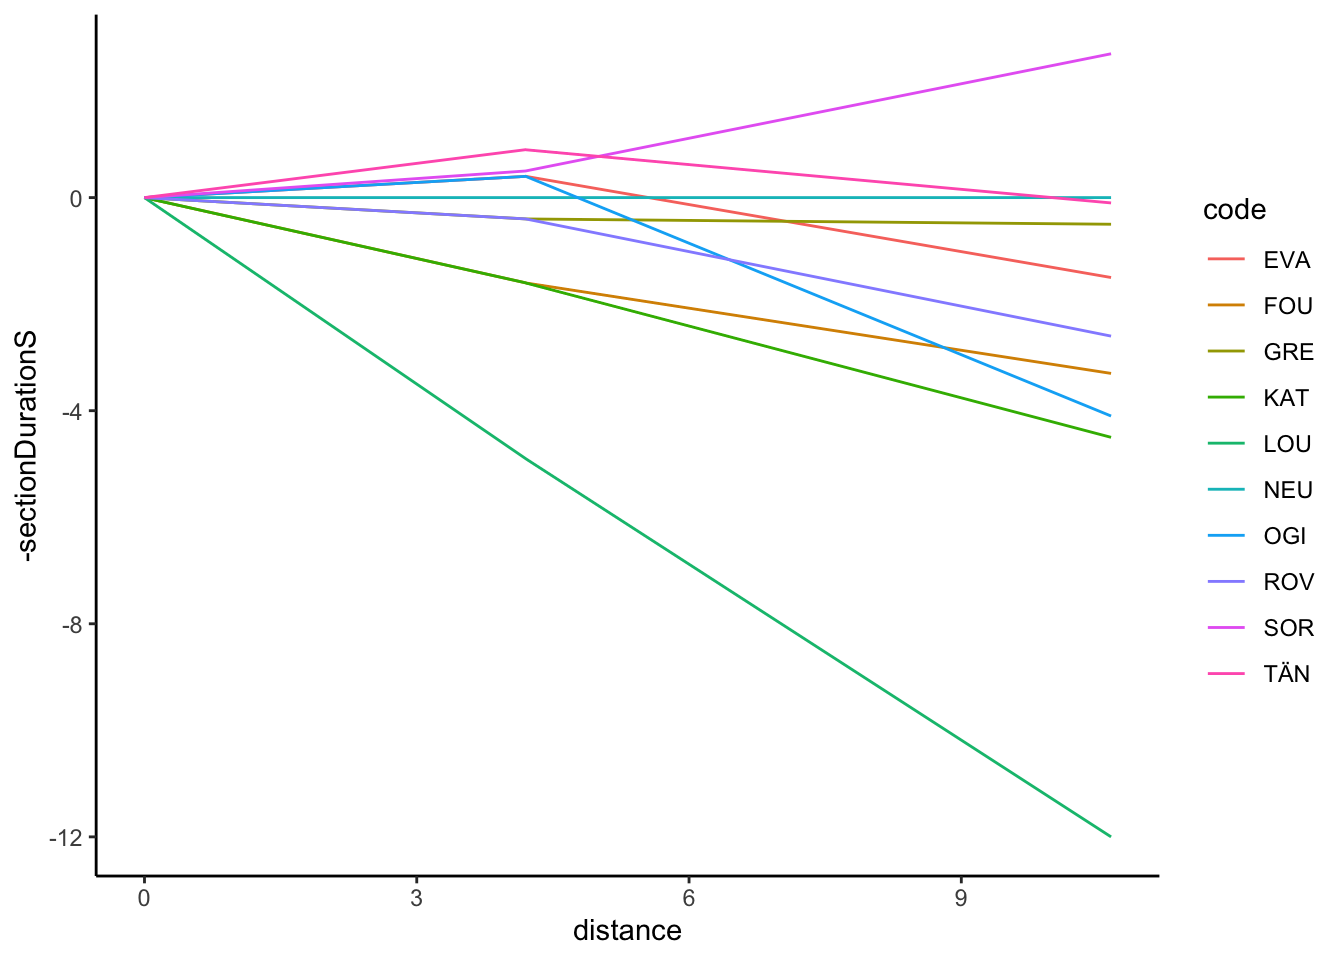 0
-4
-8
-12
-sectionDurationS
0 3 6 9
distance
code
EVA
FOU
GRE
KAT
LOU
NEU
OGI
ROV
SOR
TÄN